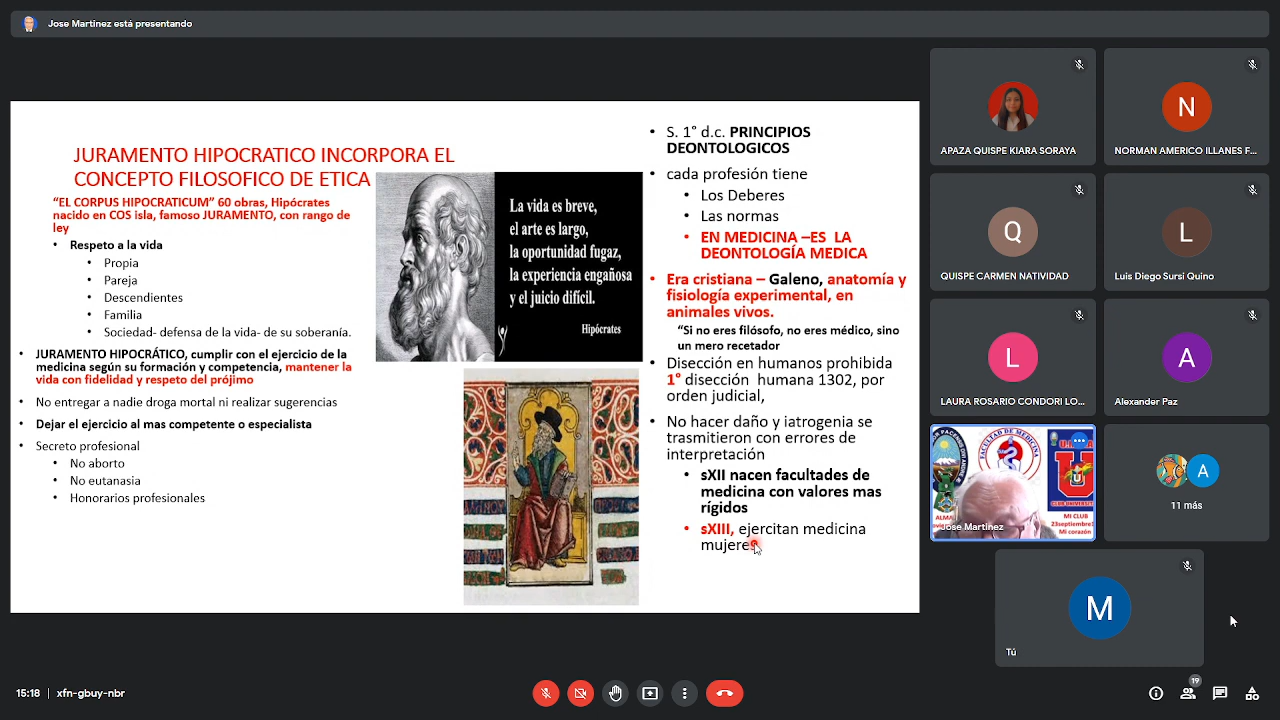 Jose Martinez está presentando
JURAMENTO HIPOCRATICO INCORPORA EL
CONCEPTO FILOSOFICO DE ETICA
“EL CORPUS HIPOCRATICUM” 60 obras, Hipócrates
nacido en COS isla, famoso JURAMENTO, con rango de
ley
• Respeto a la vida
• Propia
• Pareja
• Descendientes
• Familia
• Sociedad- defensa de la vida- de su soberanía.
• JURAMENTO HIPOCRÁTICO, cumplir con el ejercicio de la
medicina según su formación y competencia, mantener la
vida con fidelidad y respeto del prójimo
• No entregar a nadie droga mortal ni realizar sugerencias
• Dejar el ejercicio al mas competente o especialista
• Secreto profesional
• No aborto
• No eutanasia
• Honorarios profesionales
La vida es breve,
el arte es largo,
la oportunidad fugaz,
la experiencia engañosa
y el juicio difícil.
Hipócrates
• S. 1° d.c. PRINCIPIOS
DEONTOLOGICOS
• cada profesión tiene
• Los Deberes
• Las normas
• EN MEDICINA –ES LA
DEONTOLOGÍA MEDICA
• Era cristiana – Galeno, anatomía y
fisiología experimental, en
animales vivos.
“Si no eres filósofo, no eres médico, sino
un mero recetador
• Disección en humanos prohibida
1° disección humana 1302, por
orden judicial,
• No hacer daño y iatrogenia se
trasmitieron con errores de
interpretación
• sXII nacen facultades de
medicina con valores mas
rígidos
• sXIII, ejercitan medicina
mujeres
APAZA QUISPE KIARA SORAYA
N
NORMAN AMERICO ILLANES F...
Q
QUISPE CARMEN NATIVIDAD
L
Luis Diego Sursi Quino
L
LAURA ROSARIO CONDORI LO...
A
Alexander Paz
FACULTAD DE MEDICINA
U
MI CLUB
23septiembre
Mi corazón
Jose Martinez
A
11 más
M
Tú
15:18 | xfn-gbuy-nbr
19